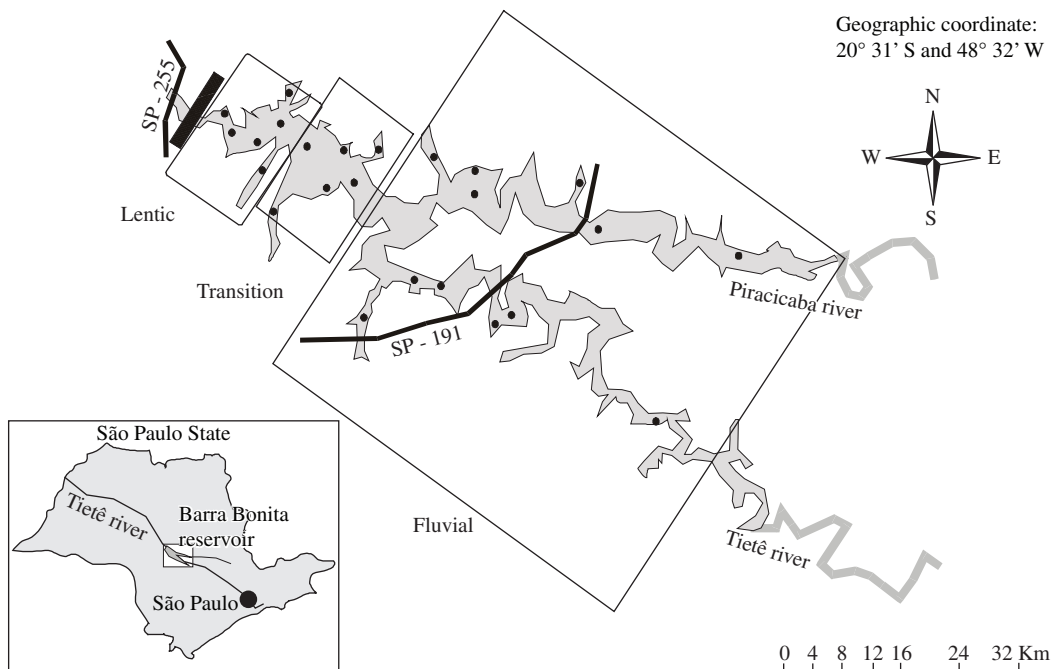 Geographic coordinate:
20° 31' S and 48° 32' W
N
W
E
S
SP - 255
Lentic
Transition
Piracicaba river
SP - 191
Fluvial
Tietê river
São Paulo State
Tietê river
Barra Bonita
reservoir
São Paulo
0 4 8 12 16 24 32 Km